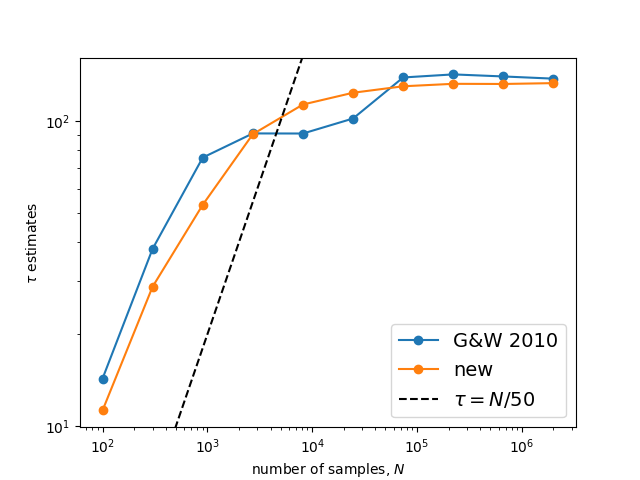 10²
10¹
τ estimates
10² 10³ 10⁴ 10⁵ 10⁶
number of samples, N
G&W 2010
new
τ = N/50